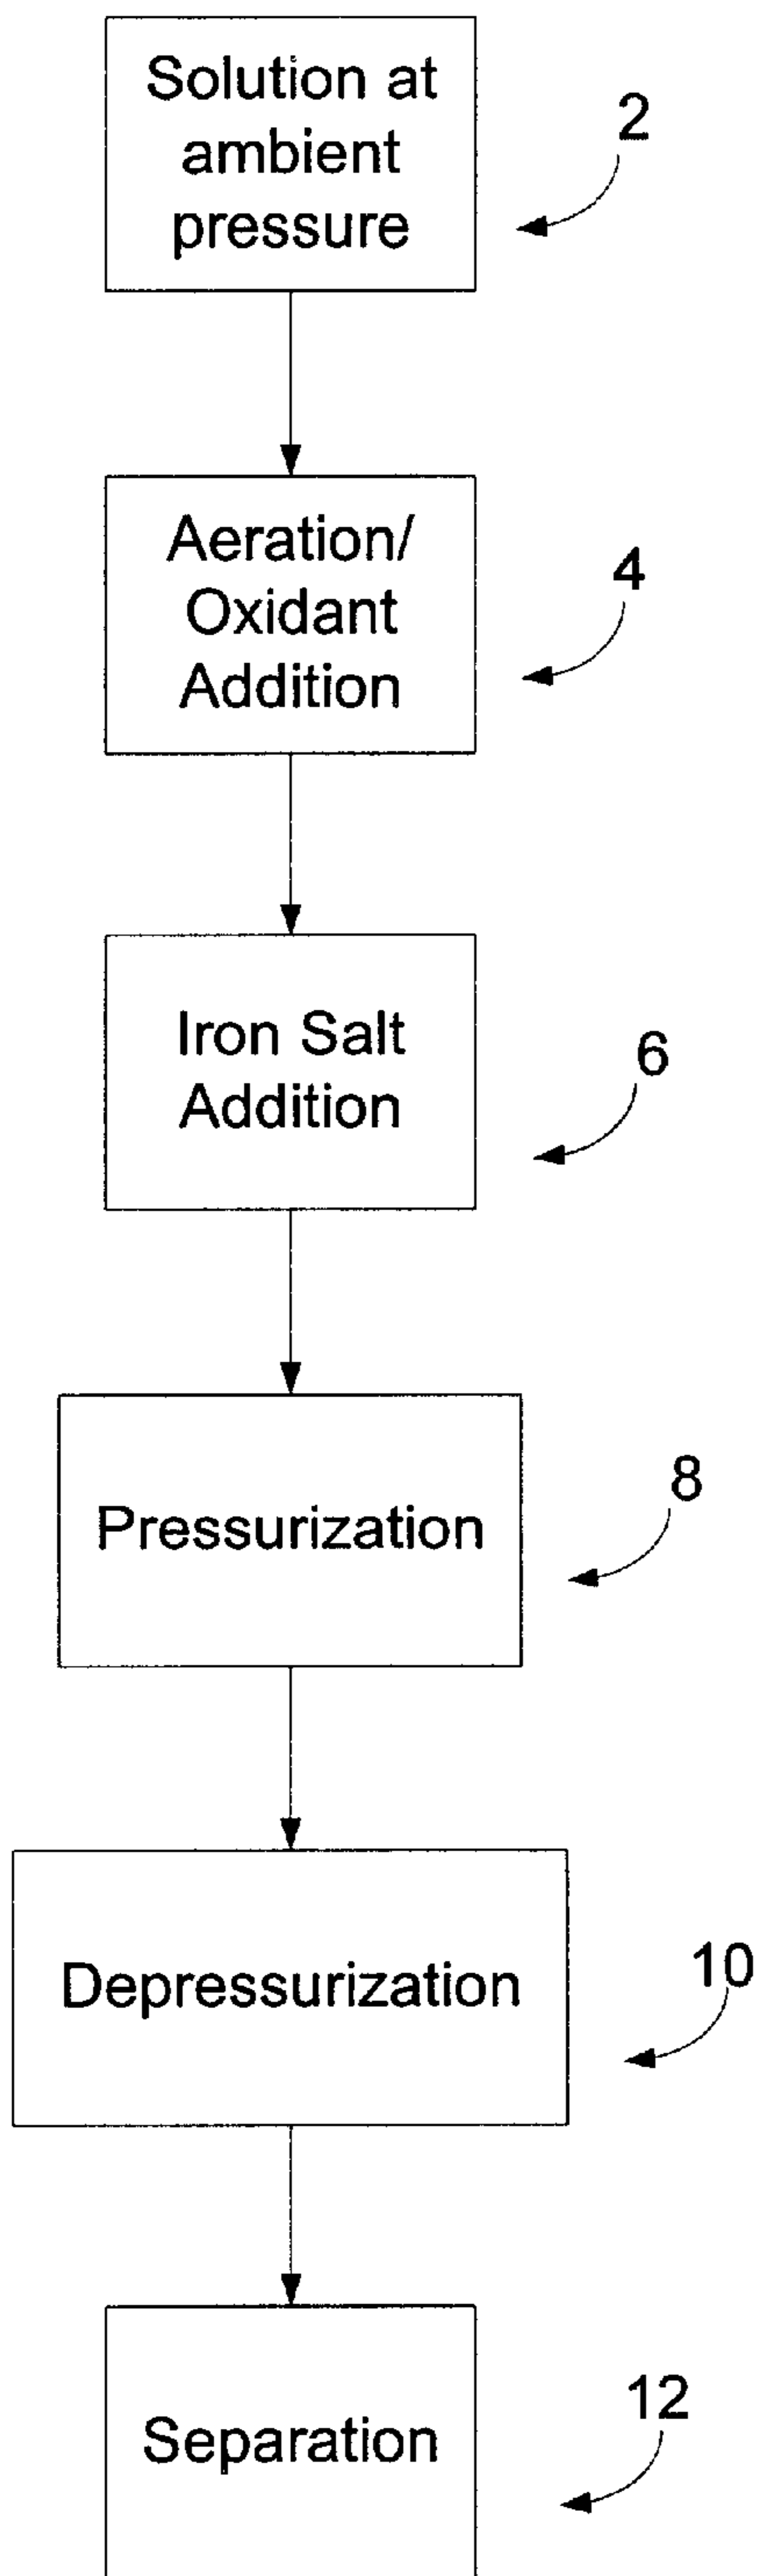 Solution at
ambient
pressure
2
Aeration/
Oxidant
Addition
4
Iron Salt
Addition
6
Pressurization
8
Depressurization
10
Separation
12